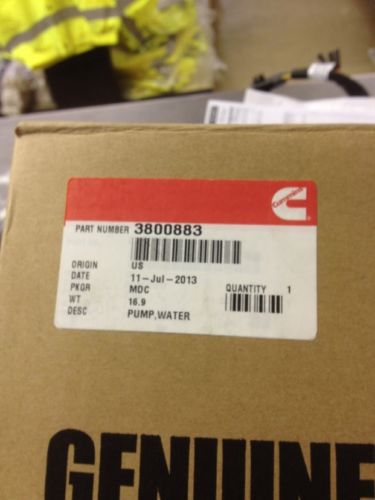 Cummins
PART NUMBER 3800883
ORIGIN US
DATE 11-Jul-2013
PKGR MDC QUANTITY 1
WT 16.9
DESC PUMP,WATER
GENUINE